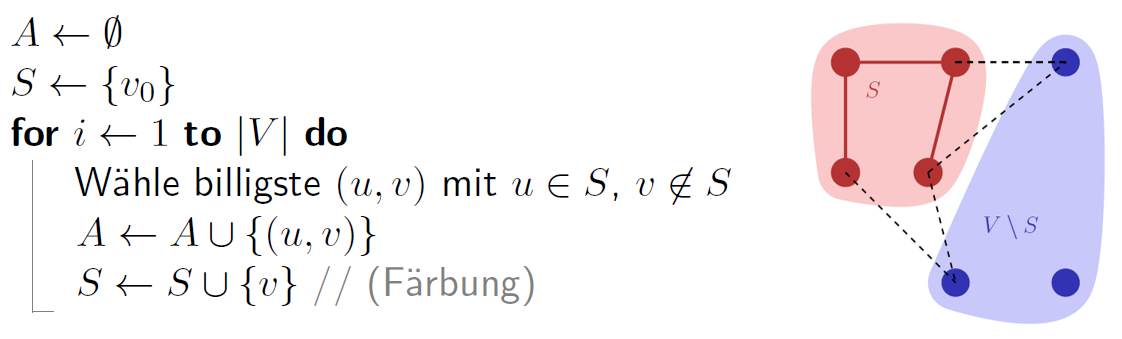 A ← ∅
S ← {v₀}
for i ← 1 to |V| do
Wähle billigste (u, v) mit u ∈ S, v ∉ S
A ← A ∪ {(u, v)}
S ← S ∪ {v} // (Färbung)
S
V \ S